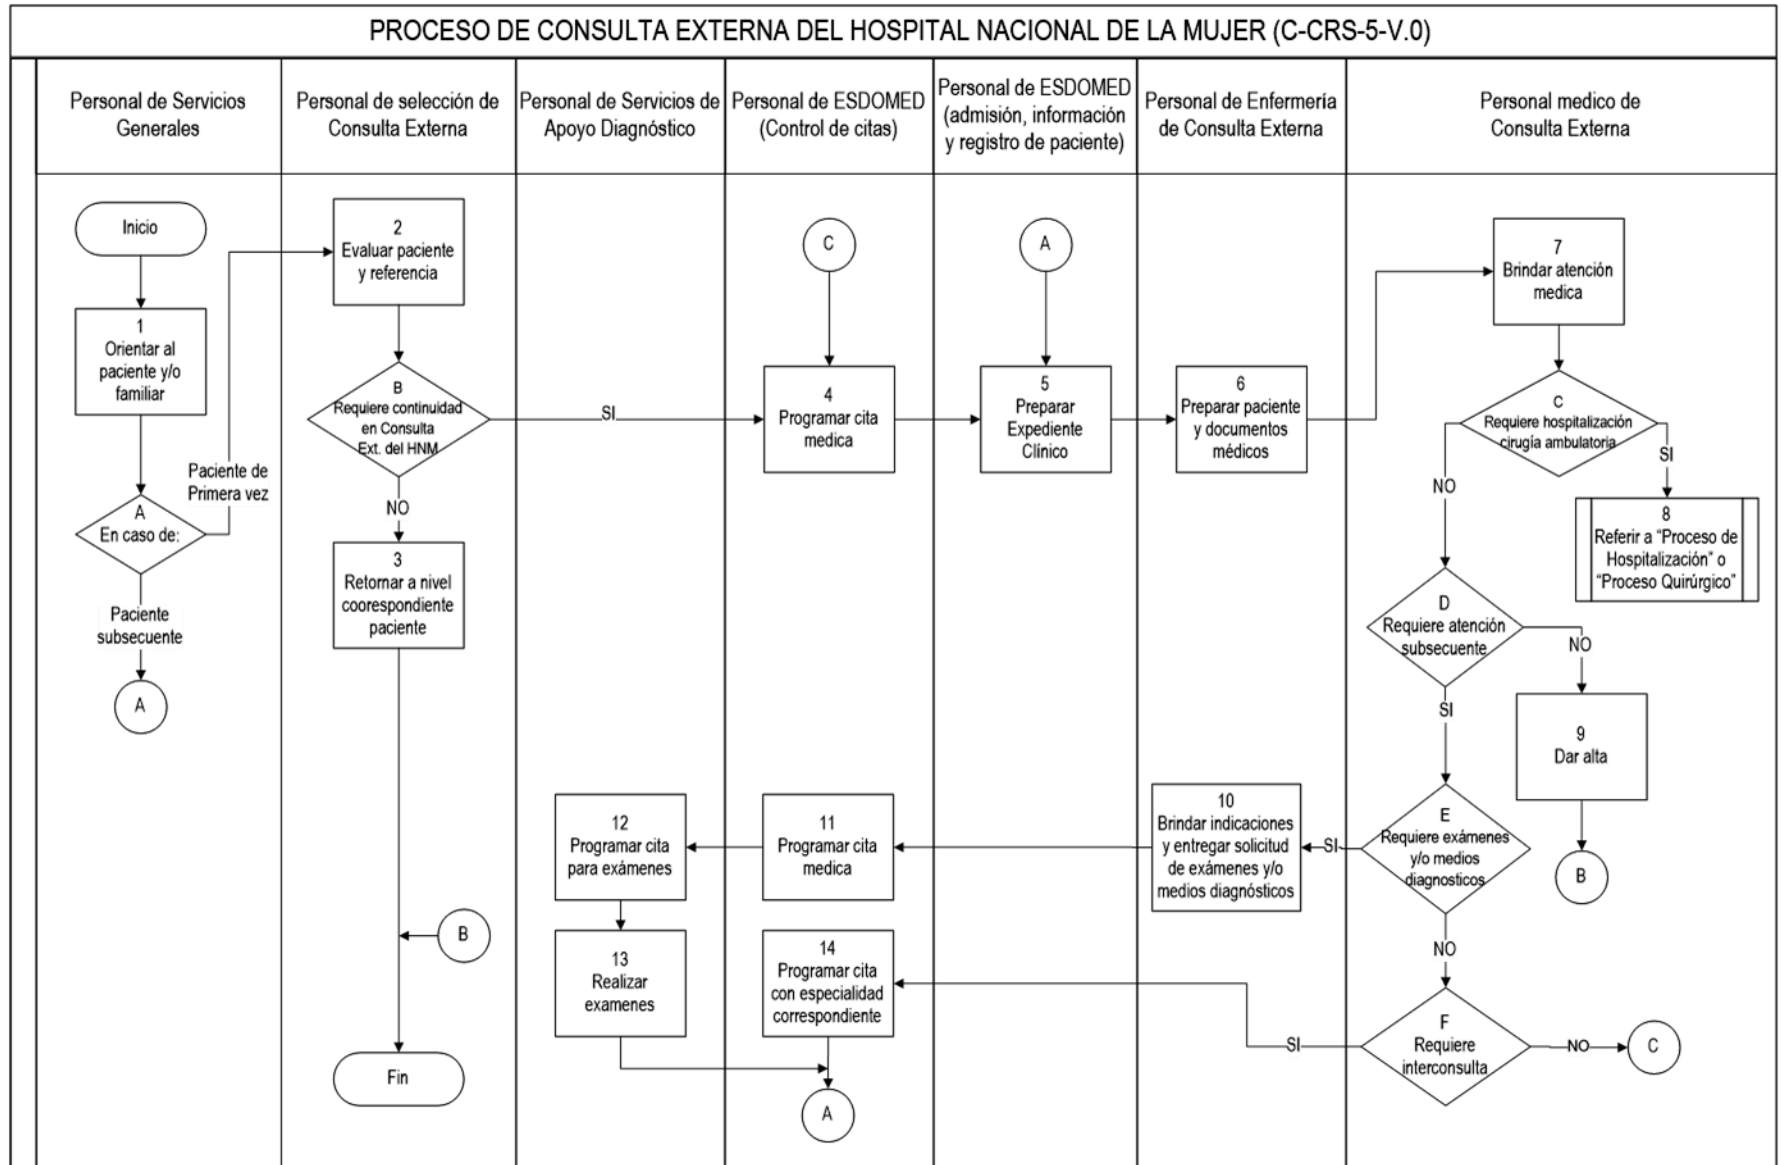 PROCESO DE CONSULTA EXTERNA DEL HOSPITAL NACIONAL DE LA MUJER (C-CRS-5-V.0)
Personal de Servicios
Generales
Personal de selección de
Consulta Externa
Personal de Servicios de
Apoyo Diagnóstico
Personal de ESDOMED
(Control de citas)
Personal de ESDOMED
(admisión, información
y registro de paciente)
Personal de Enfermería
de Consulta Externa
Personal medico de
Consulta Externa
Inicio
1
Orientar al
paciente y/o
familiar
A
En caso de:
Paciente de
Primera vez
Paciente
subsecuente
A
2
Evaluar paciente
y referencia
B
Requiere continuidad
en Consulta
Ext. del HNM
SI
NO
3
Retornar a nivel
coorespondiente
paciente
B
Fin
C
4
Programar cita
medica
A
5
Preparar
Expediente
Clínico
6
Preparar paciente
y documentos
médicos
7
Brindar atención
medica
C
Requiere hospitalización
cirugía ambulatoria
SI
NO
8
Referir a “Proceso de
Hospitalización” o
“Proceso Quirúrgico”
D
Requiere atención
subsecuente
NO
SI
9
Dar alta
B
E
Requiere exámenes
y/o medios
diagnosticos
SI
NO
10
Brindar indicaciones
y entregar solicitud
de exámenes y/o
medios diagnósticos
11
Programar cita
medica
12
Programar cita
para exámenes
13
Realizar
examenes
14
Programar cita
con especialidad
correspondiente
A
F
Requiere
interconsulta
SI
NO
C